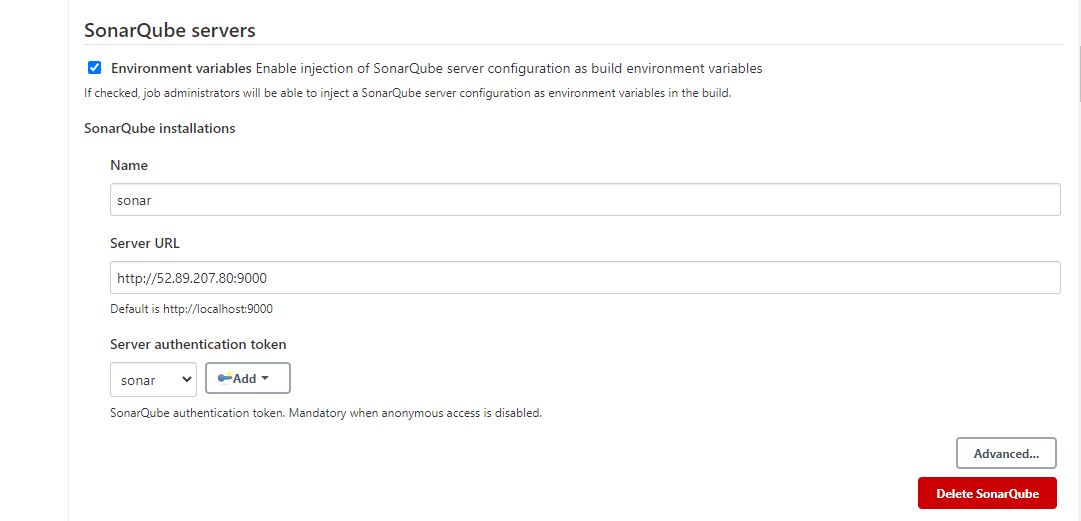 SonarQube servers
Environment variables Enable injection of SonarQube server configuration as build environment variables
If checked, job administrators will be able to inject a SonarQube server configuration as environment variables in the build.
SonarQube installations
Name
sonar
Server URL
http://52.89.207.80:9000
Default is http://localhost:9000
Server authentication token
sonar Add
SonarQube authentication token. Mandatory when anonymous access is disabled.
Advanced...
Delete SonarQube